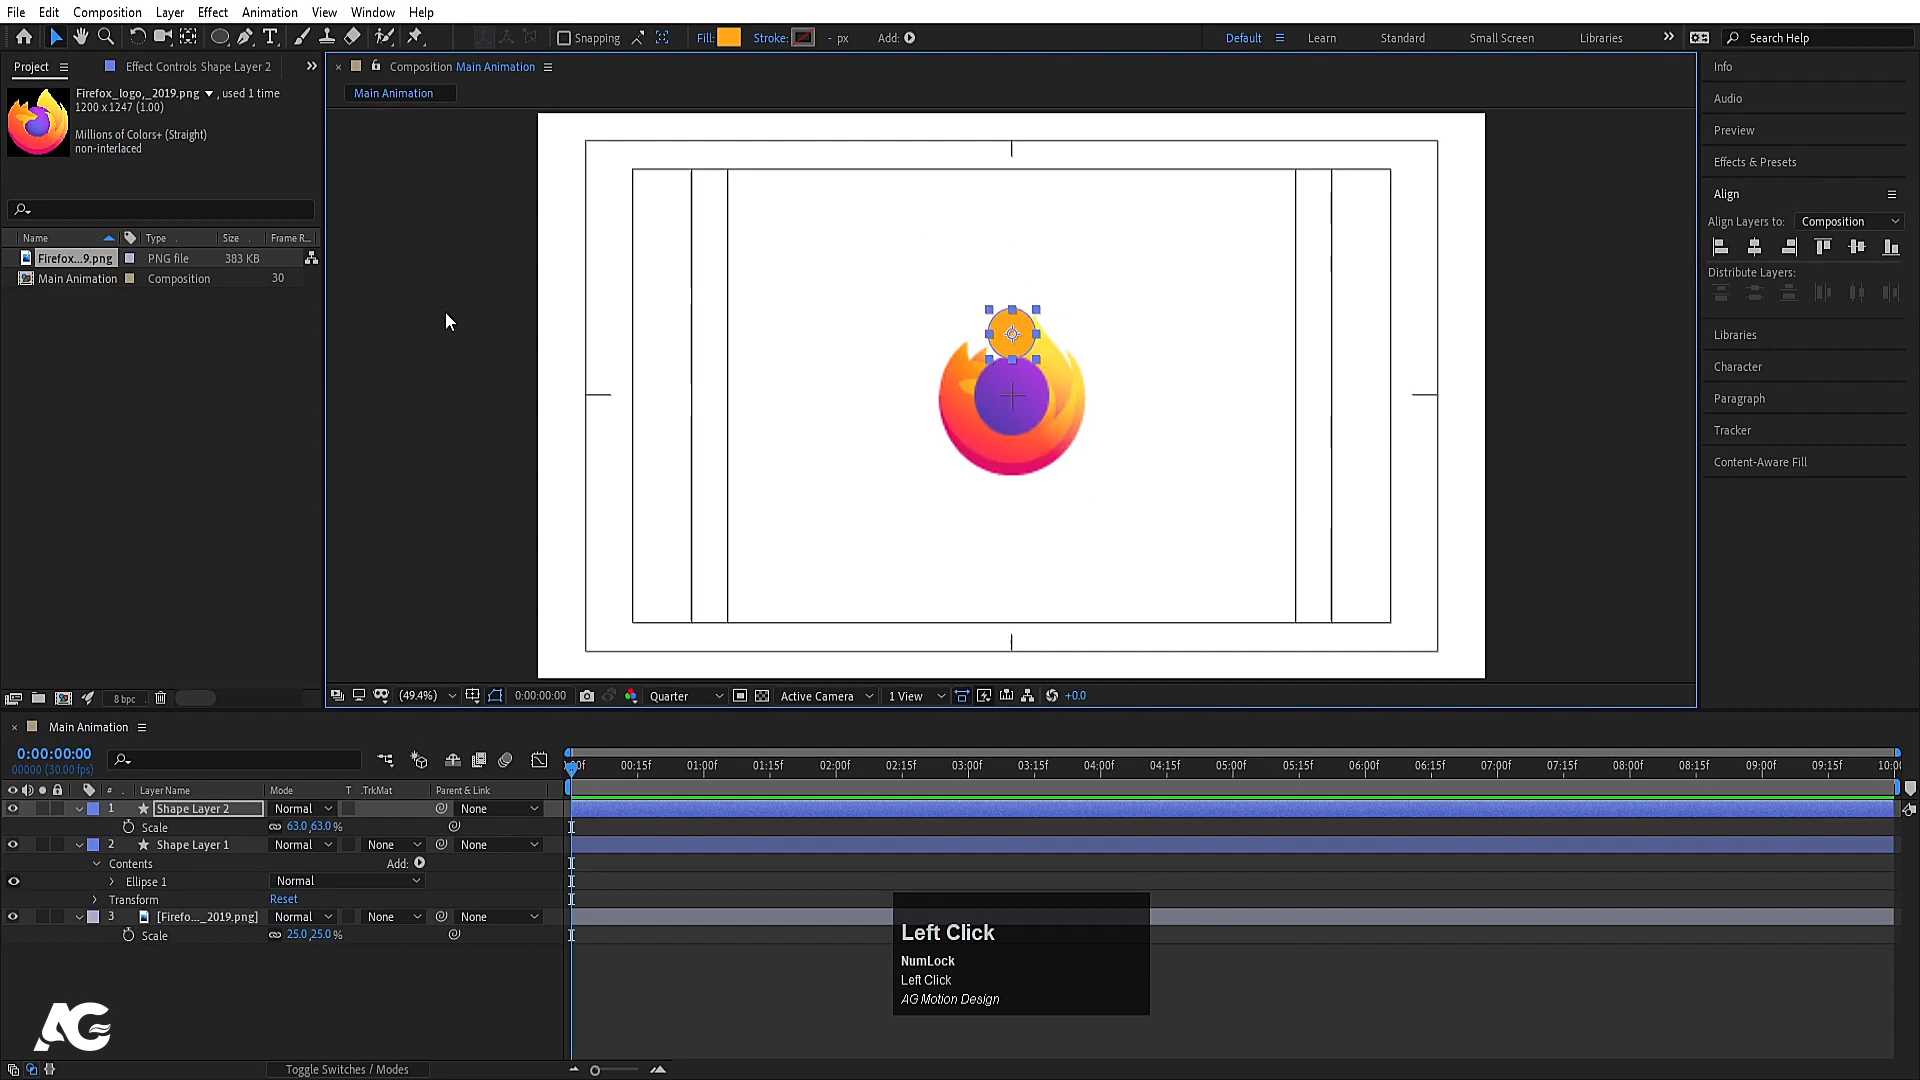 File Edit Composition Layer Effect Animation View Window Help
Snapping Fill: Stroke: - px Add: Default Learn Standard Small Screen Libraries Search Help
Project Effect Controls Shape Layer 2
Firefox_logo,_2019.png , used 1 time
1200 x 1247 (1.00)
Millions of Colors+ (Straight)
non-interlaced
Name Type Size Frame R...
Firefox...9.png PNG file 383 KB
Main Animation Composition 30
8 bpc
Composition Main Animation
Main Animation
(49.4%) 0:00:00:00 Quarter Active Camera 1 View +0.0
Info
Audio
Preview
Effects & Presets
Align
Align Layers to: Composition
Distribute Layers:
Libraries
Character
Paragraph
Tracker
Content-Aware Fill
Main Animation
0:00:00:00
00000 (30.00 fps)
00:15f 01:00f 01:15f 02:00f 02:15f 03:00f 03:15f 04:00f 04:15f 05:00f 05:15f 06:00f 06:15f 07:00f 07:15f 08:00f 08:15f 09:00f 09:15f
# Layer Name Mode T .TrkMat Parent & Link
1 Shape Layer 2 Normal None
Scale 63.0,63.0 %
2 Shape Layer 1 Normal None None
Contents Add:
Ellipse 1 Normal
Transform Reset
3 [Firefo..._2019.png] Normal None None
Scale 25.0,25.0 %
Left Click
NumLock
Left Click
AG Motion Design
AG
Toggle Switches / Modes